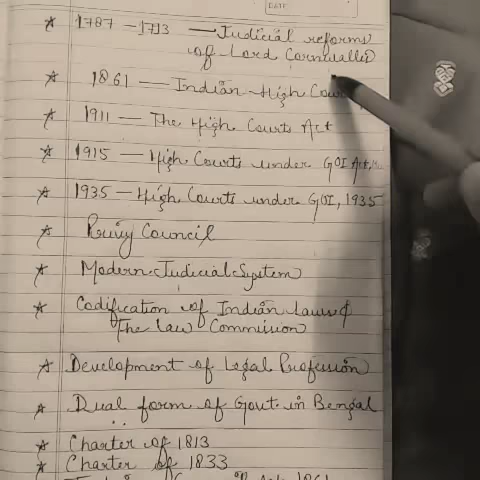 DATE
* 1787 - 1793 — Judicial reforms
of Lord Cornwallis
* 1861 — Indian High Cou
* 1911 — The High Courts Act
* 1915 — High Courts under GOI Act,
* 1935 — High Courts under GOI, 1935
* Privy Council
* Modern Judicial System
* Codification of Indian Laws &
The Law Commission
* Development of Legal Profession
* Dual form of Govt. in Bengal
* Charter of 1813
* Charter of 1833